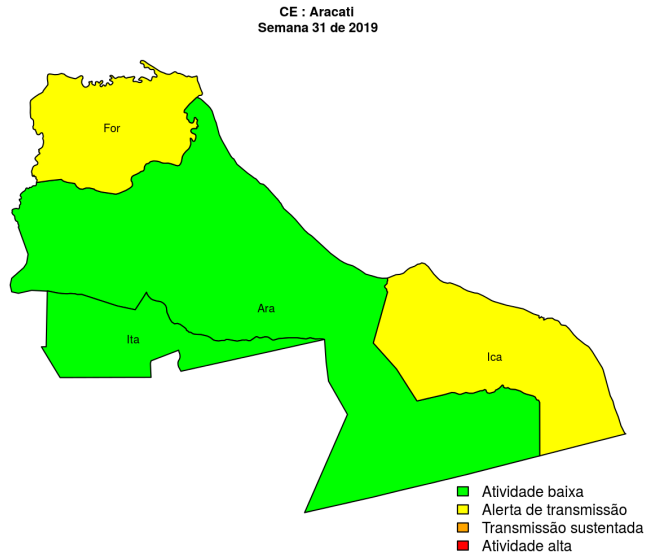 CE : Aracati
Semana 31 de 2019
For
Ara
Ita
Ica
Atividade baixa
Alerta de transmissão
Transmissão sustentada
Atividade alta